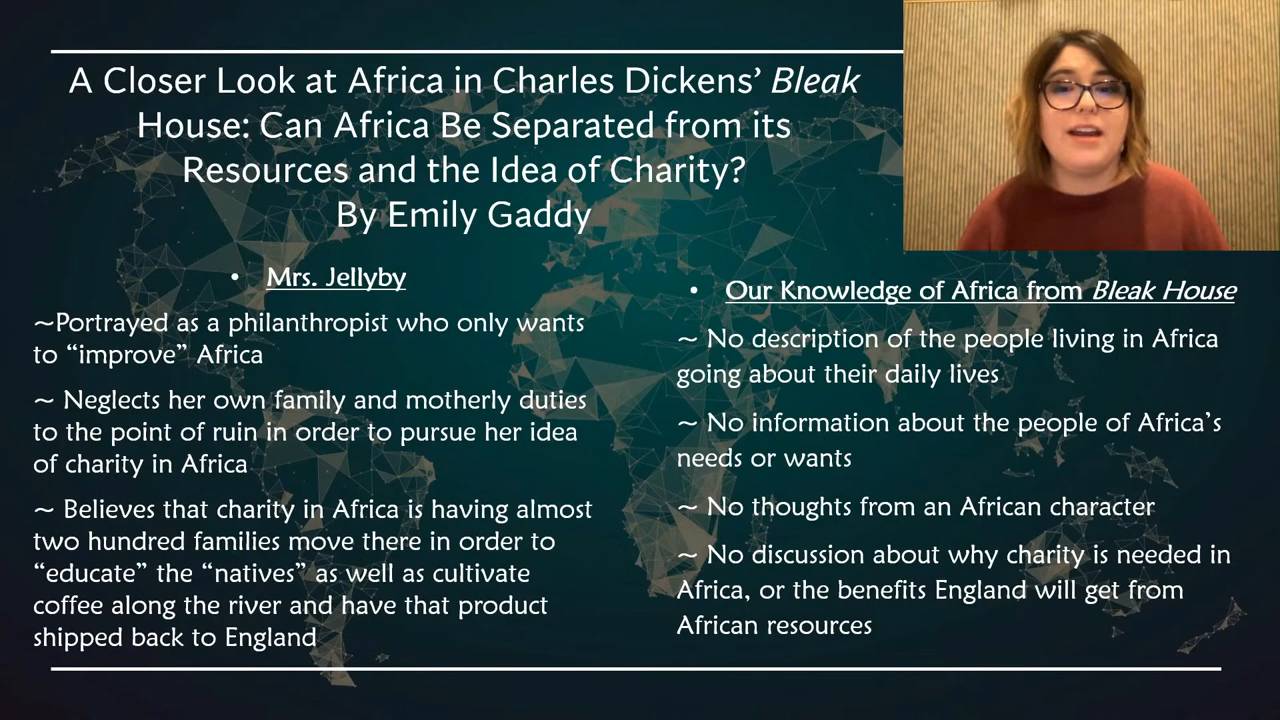 A Closer Look at Africa in Charles Dickens’ Bleak
House: Can Africa Be Separated from its
Resources and the Idea of Charity?
By Emily Gaddy
• Mrs. Jellyby
~Portrayed as a philanthropist who only wants
to “improve” Africa
~ Neglects her own family and motherly duties
to the point of ruin in order to pursue her idea
of charity in Africa
~ Believes that charity in Africa is having almost
two hundred families move there in order to
“educate” the “natives” as well as cultivate
coffee along the river and have that product
shipped back to England
• Our Knowledge of Africa from Bleak House
~ No description of the people living in Africa
going about their daily lives
~ No information about the people of Africa’s
needs or wants
~ No thoughts from an African character
~ No discussion about why charity is needed in
Africa, or the benefits England will get from
African resources